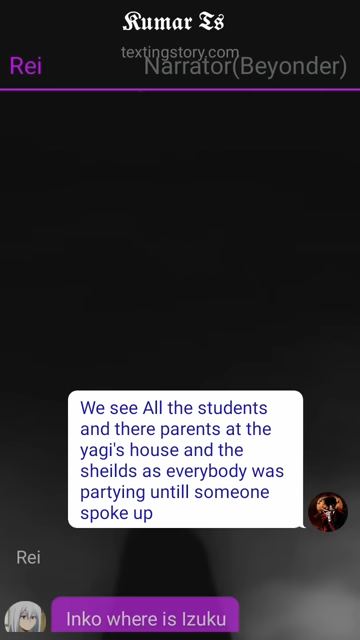 Kumar Ts
textingstory.com
Rei
Narrator(Beyonder)
We see All the students
and there parents at the
yagi's house and the
sheilds as everybody was
partying untill someone
spoke up
Rei
Inko where is Izuku